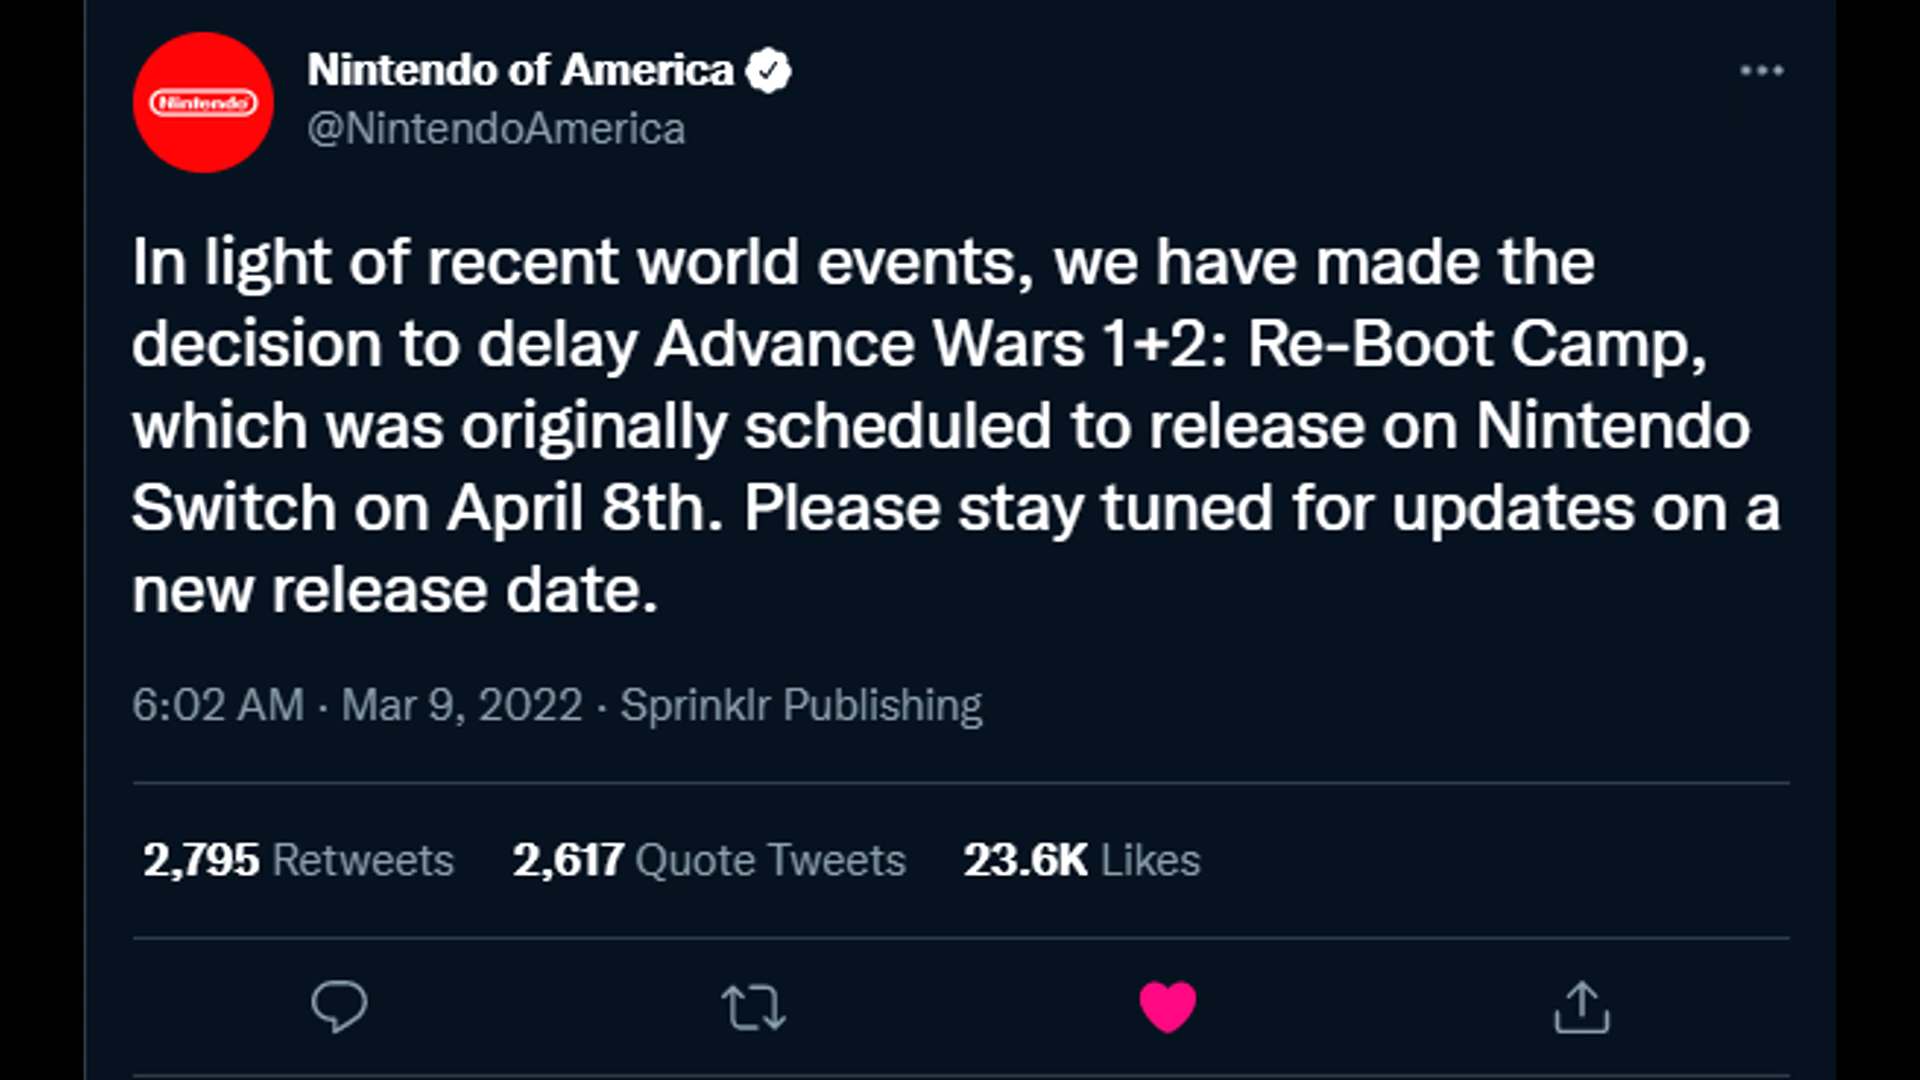 Nintendo
Nintendo of America
@NintendoAmerica
In light of recent world events, we have made the
decision to delay Advance Wars 1+2: Re-Boot Camp,
which was originally scheduled to release on Nintendo
Switch on April 8th. Please stay tuned for updates on a
new release date.
6:02 AM · Mar 9, 2022 · Sprinklr Publishing
2,795 Retweets 2,617 Quote Tweets 23.6K Likes